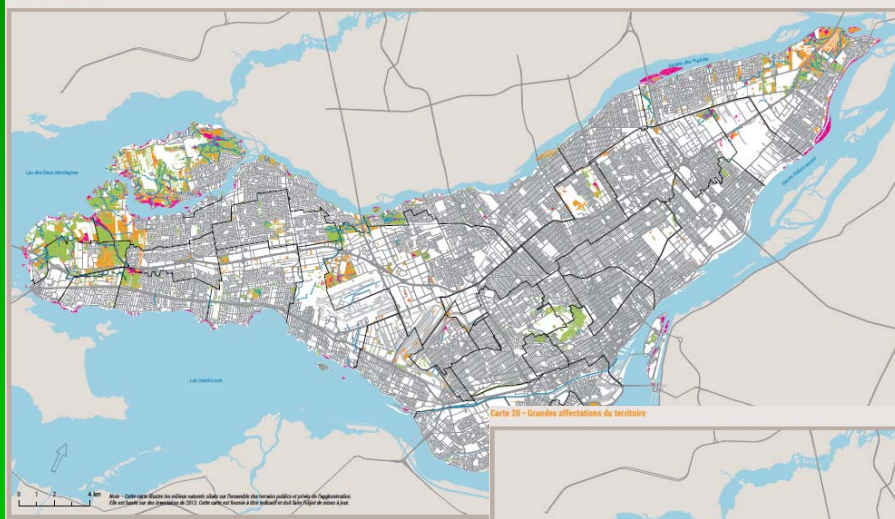 Rivière des Prairies
Lac des Deux Montagnes
Fleuve Saint-Laurent
Lac Saint-Louis
Carte 20 – Grandes affectations du territoire
0 1 2 4 km
Note – Cette carte illustre les milieux naturels situés sur l'ensemble des terrains publics et privés de l'agglomération.
Elle est basée sur des inventaires de 2013. Cette carte est fournie à titre indicatif et doit faire l'objet de mises à jour.